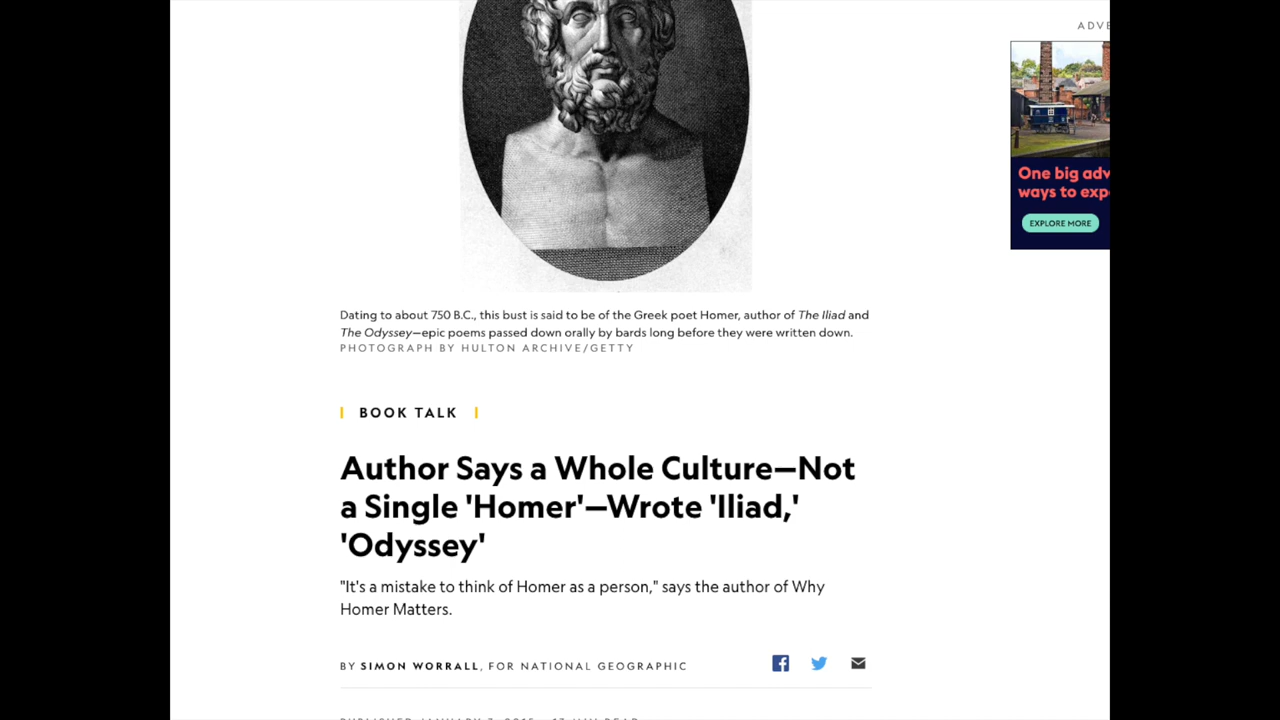 ADVE
One big adv
ways to exp
EXPLORE MORE
Dating to about 750 B.C., this bust is said to be of the Greek poet Homer, author of The Iliad and
The Odyssey—epic poems passed down orally by bards long before they were written down.
PHOTOGRAPH BY HULTON ARCHIVE/GETTY
BOOK TALK
Author Says a Whole Culture—Not
a Single 'Homer'—Wrote 'Iliad,'
'Odyssey'
"It's a mistake to think of Homer as a person," says the author of Why
Homer Matters.
BY SIMON WORRALL, FOR NATIONAL GEOGRAPHIC